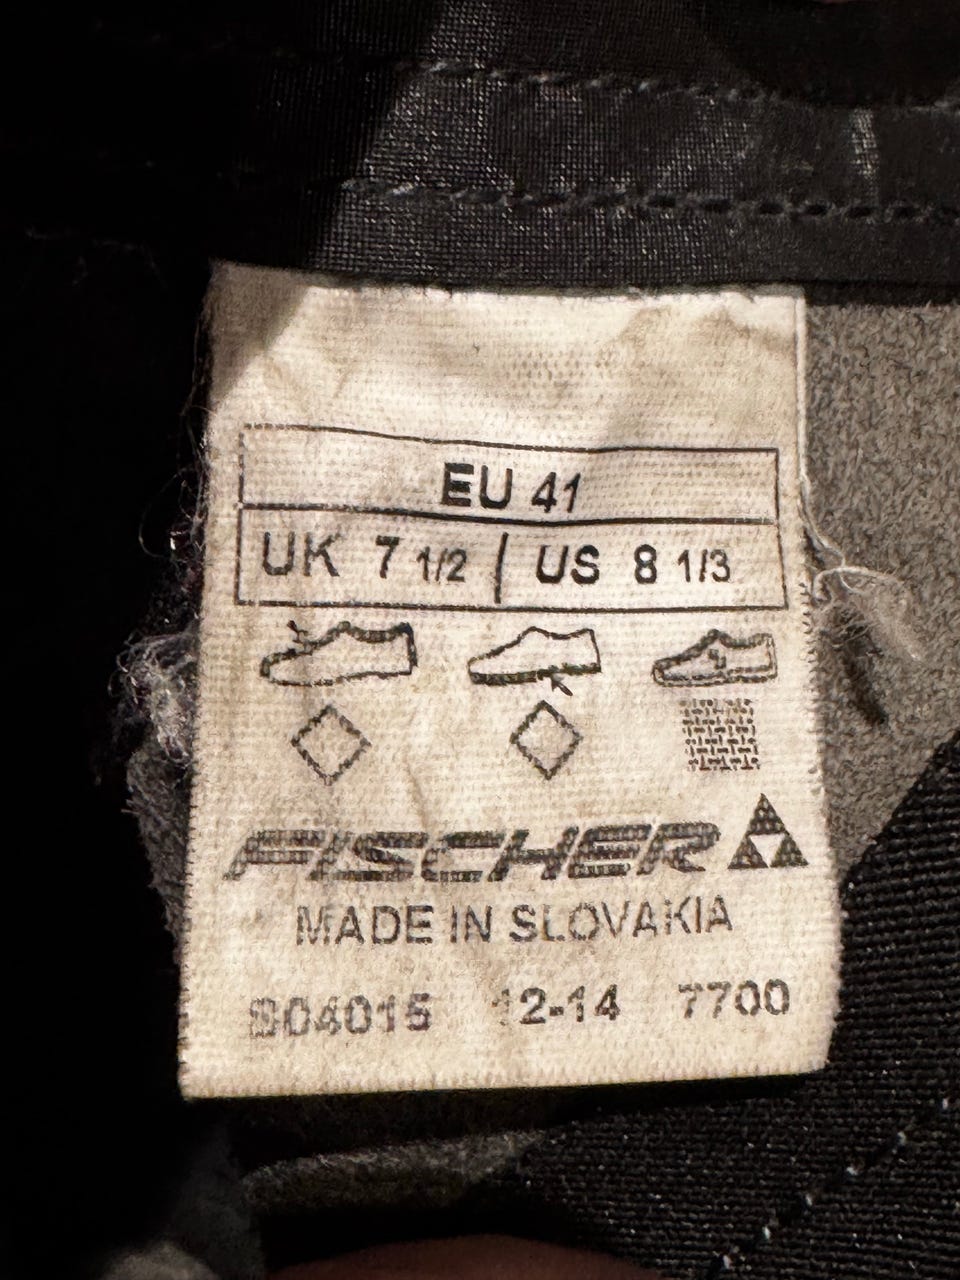 EU 41
UK 7 1/2 | US 8 1/3
FISCHER
MADE IN SLOVAKIA
S04015 12-14 7700